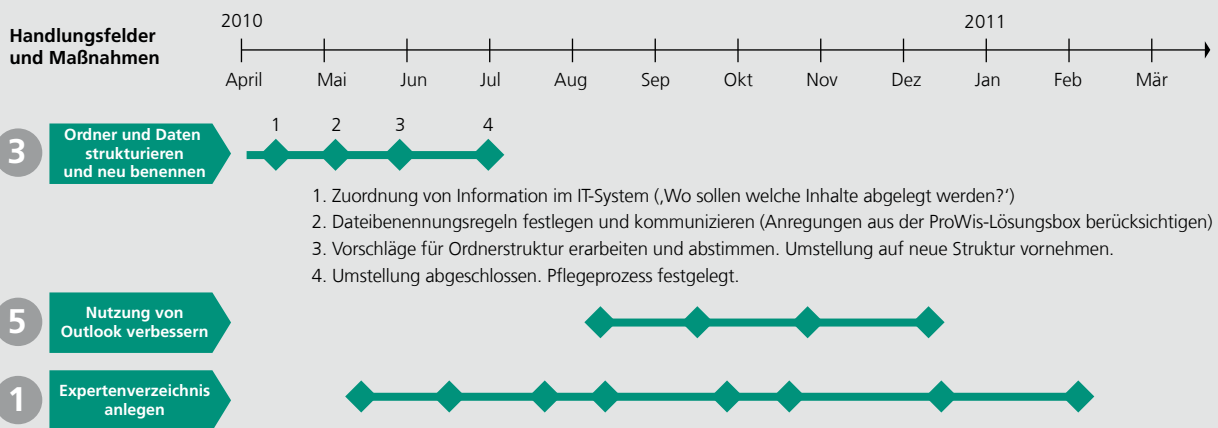 Handlungsfelder
und Maßnahmen
2010
2011
April Mai Jun Jul Aug Sep Okt Nov Dez Jan Feb Mär
3
Ordner und Daten
strukturieren
und neu benennen
1 2 3 4
1. Zuordnung von Information im IT-System (‚Wo sollen welche Inhalte abgelegt werden?‘)
2. Dateibenennungsregeln festlegen und kommunizieren (Anregungen aus der ProWis-Lösungsbox berücksichtigen)
3. Vorschläge für Ordnerstruktur erarbeiten und abstimmen. Umstellung auf neue Struktur vornehmen.
4. Umstellung abgeschlossen. Pflegeprozess festgelegt.
5
Nutzung von
Outlook verbessern
1
Expertenverzeichnis
anlegen